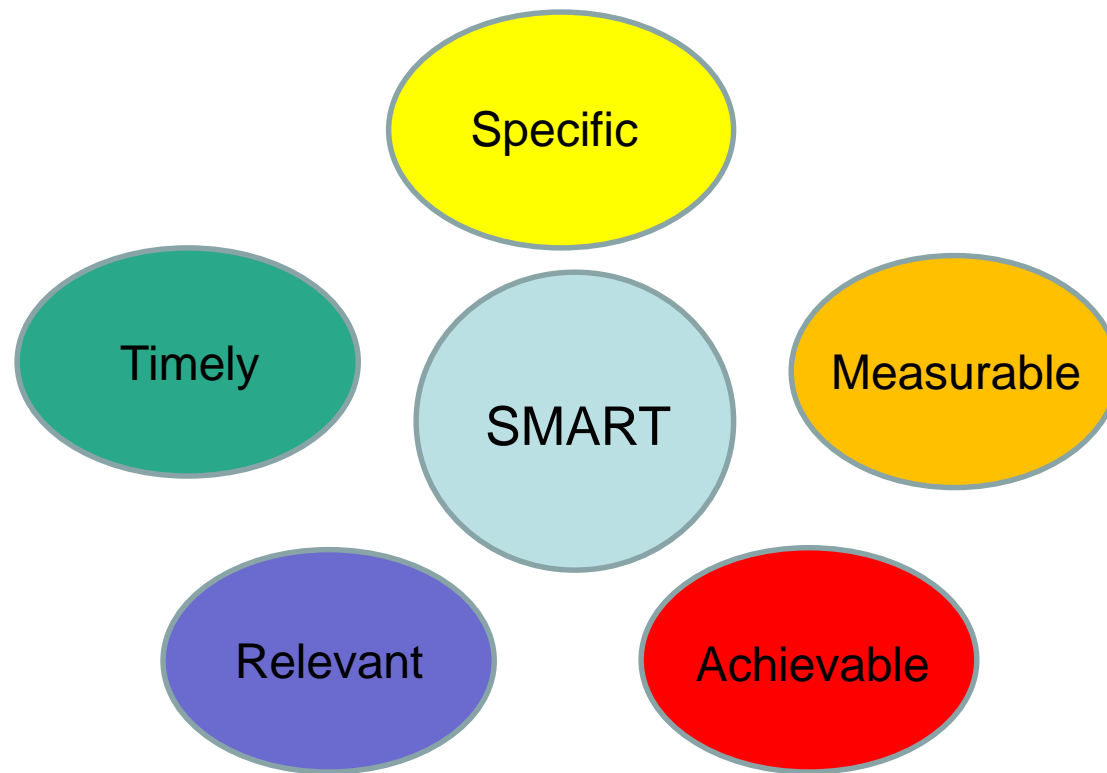 Specific
Timely
Measurable
SMART
Relevant
Achievable